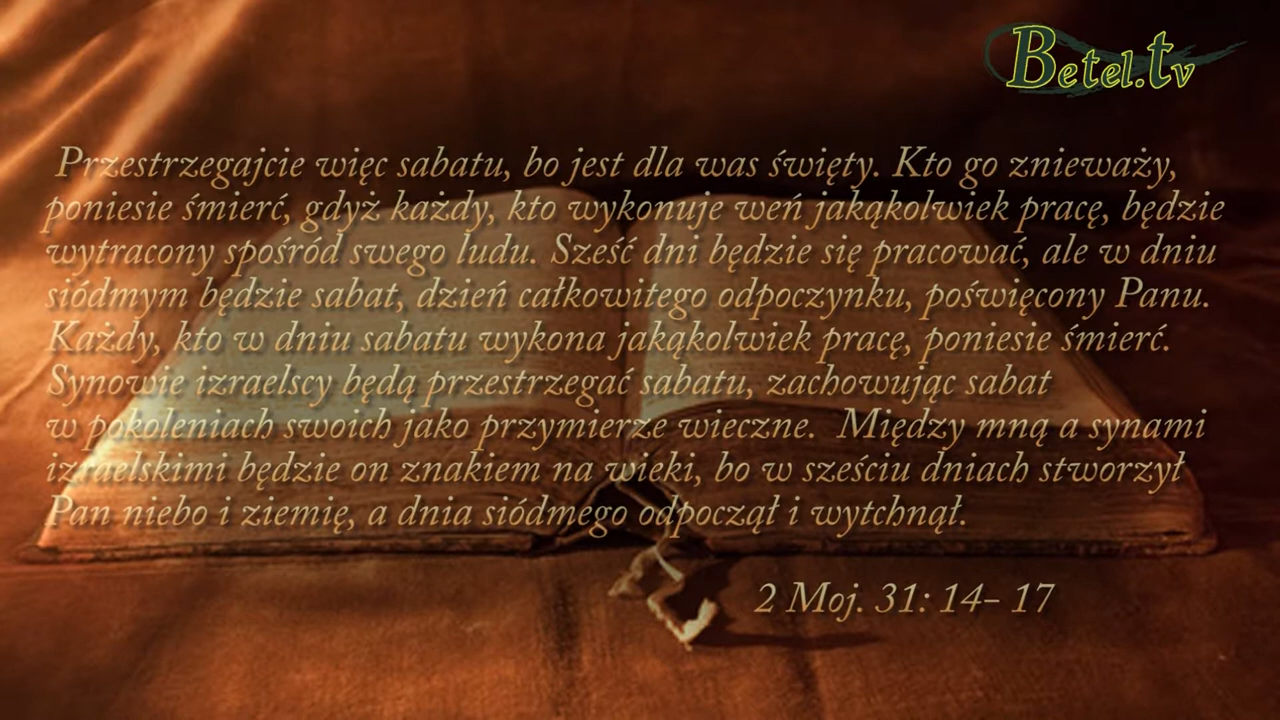 Betel.tv
Przestrzegajcie więc sabatu, bo jest dla was święty. Kto go znieważy,
poniesie śmierć, gdyż każdy, kto wykonuje weń jakąkolwiek pracę, będzie
wytracony spośród swego ludu. Sześć dni będzie się pracować, ale w dniu
siódmym będzie sabat, dzień całkowitego odpoczynku, poświęcony Panu.
Każdy, kto w dniu sabatu wykona jakąkolwiek pracę, poniesie śmierć.
Synowie izraelscy będą przestrzegać sabatu, zachowując sabat
w pokoleniach swoich jako przymierze wieczne. Między mną a synami
izraelskimi będzie on znakiem na wieki, bo w sześciu dniach stworzył
Pan niebo i ziemię, a dnia siódmego odpoczął i wytchnął.
2 Moj. 31: 14- 17